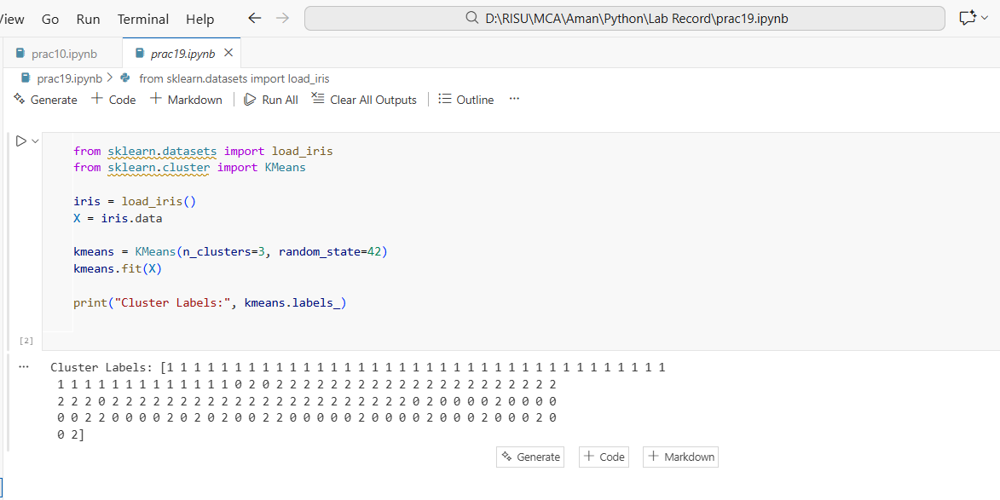 View Go Run Terminal Help D:\RISU\MCA\Aman\Python\Lab Record\prac19.ipynb
prac10.ipynb prac19.ipynb
prac19.ipynb > from sklearn.datasets import load_iris
Generate + Code + Markdown Run All Clear All Outputs Outline ...
from sklearn.datasets import load_iris
from sklearn.cluster import KMeans
iris = load_iris()
X = iris.data
kmeans = KMeans(n_clusters=3, random_state=42)
kmeans.fit(X)
print("Cluster Labels:", kmeans.labels_)
[2]
... Cluster Labels: [1 1 1 1 1 1 1 1 1 1 1 1 1 1 1 1 1 1 1 1 1 1 1 1 1 1 1 1 1 1 1 1 1 1 1 1 1
1 1 1 1 1 1 1 1 1 1 1 1 1 0 2 0 2 2 2 2 2 2 2 2 2 2 2 2 2 2 2 2 2 2 2 2 2
2 2 2 0 2 2 2 2 2 2 2 2 2 2 2 2 2 2 2 2 2 2 2 2 2 2 0 2 0 0 0 0 2 0 0 0 0
0 0 2 2 0 0 0 0 2 0 2 0 2 0 0 2 2 0 0 0 0 0 2 0 0 0 0 2 0 0 0 2 0 0 0 2 0
0 2]
Generate + Code + Markdown